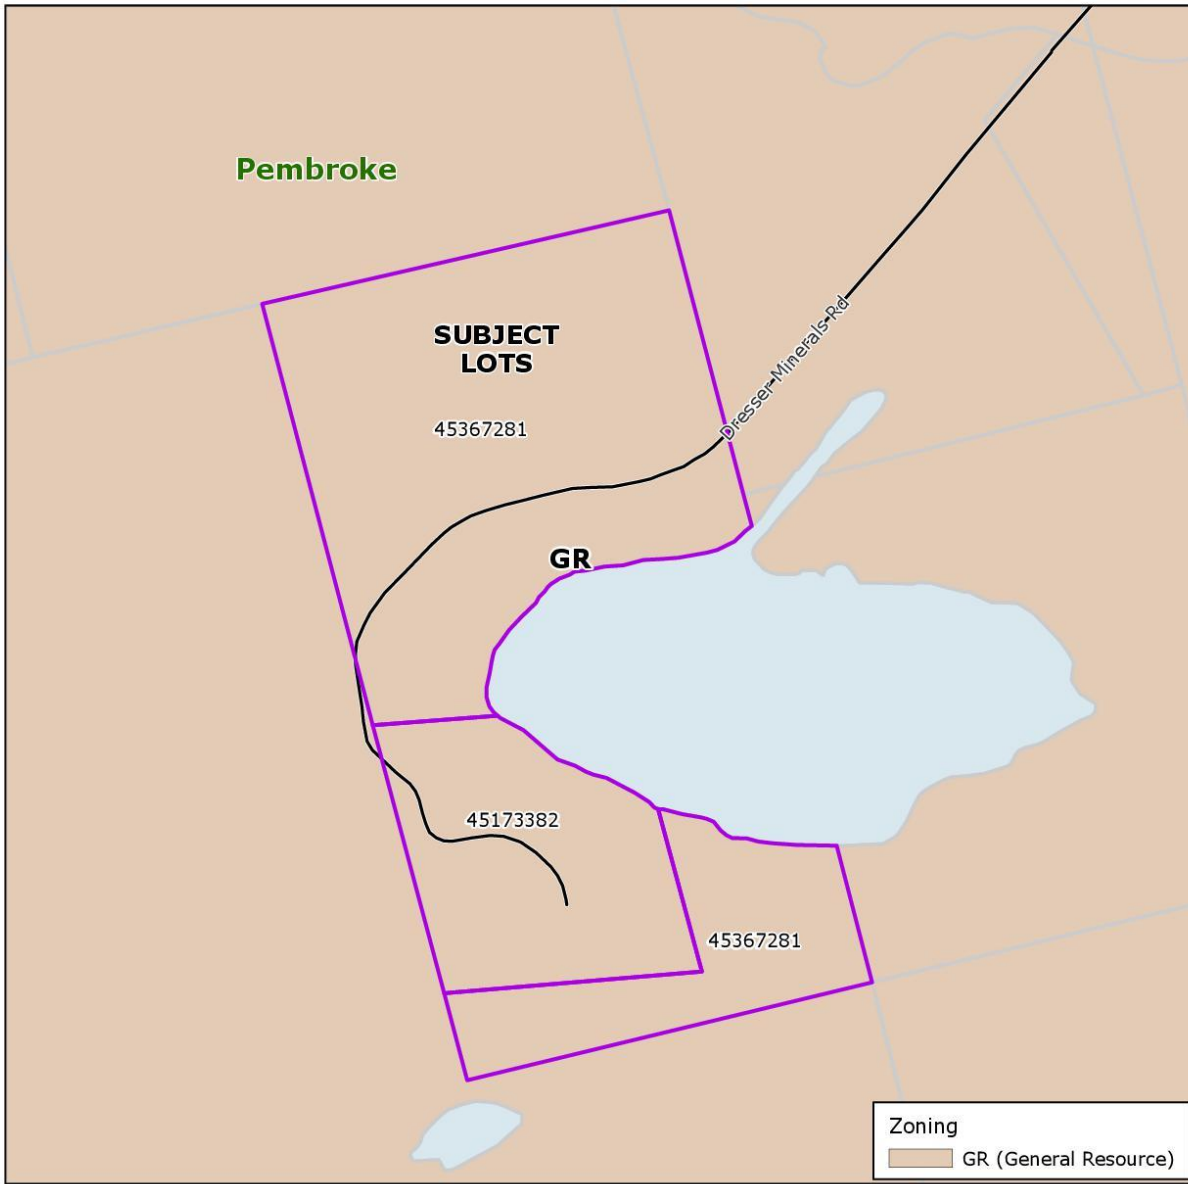 Pembroke
SUBJECT
LOTS
45367281
Dresser Minerals Rd
GR
45173382
45367281
Zoning
GR (General Resource)